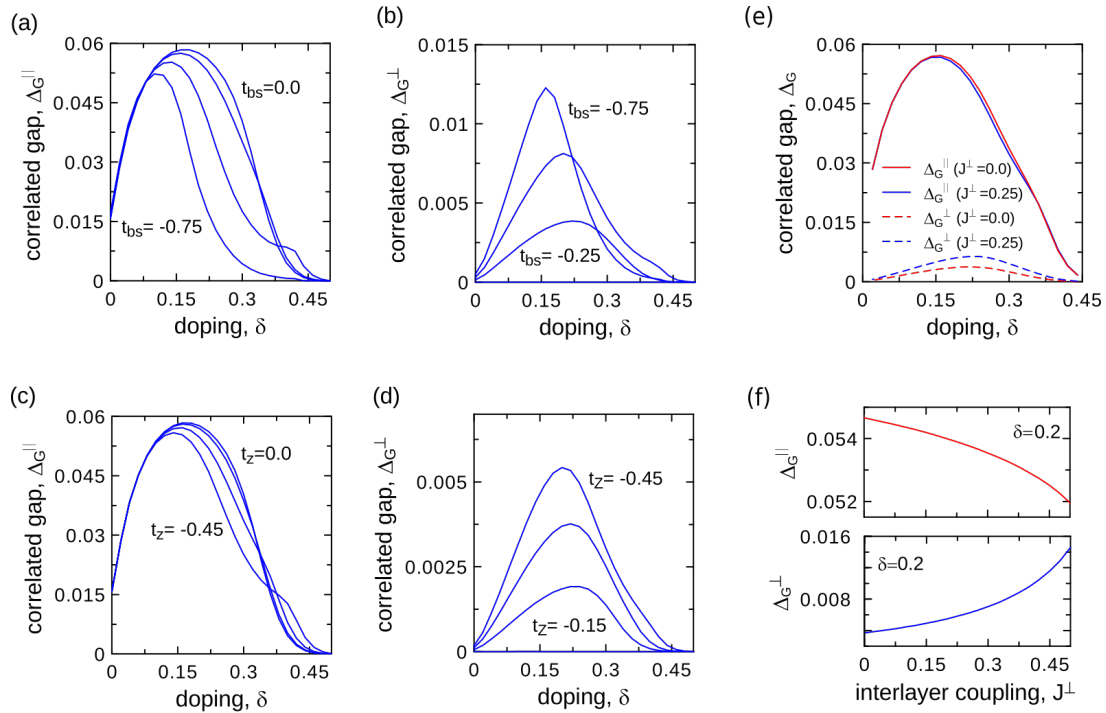 (a)
0.06
0.045
0.03
0.015
0
correlated gap, Δ_G^||
t_bs=0.0
t_bs= -0.75
0 0.15 0.3 0.45
doping, δ
(b)
0.015
0.01
0.005
0
correlated gap, Δ_G^⊥
t_bs= -0.75
t_bs= -0.25
0 0.15 0.3 0.45
doping, δ
(e)
0.06
0.03
0
correlated gap, Δ_G
Δ_G^|| (J^⊥=0.0)
Δ_G^|| (J^⊥=0.25)
Δ_G^⊥ (J^⊥=0.0)
Δ_G^⊥ (J^⊥=0.25)
0 0.15 0.3 0.45
doping, δ
(c)
0.06
0.045
0.03
0.015
0
correlated gap, Δ_G^||
t_z=0.0
t_z= -0.45
0 0.15 0.3 0.45
doping, δ
(d)
0.005
0.0025
0
correlated gap, Δ_G^⊥
t_z= -0.45
t_z= -0.15
0 0.15 0.3 0.45
doping, δ
(f)
0.054
0.052
Δ_G^||
δ=0.2
0.016
0.008
Δ_G^⊥
δ=0.2
0 0.15 0.3 0.45
interlayer coupling, J^⊥